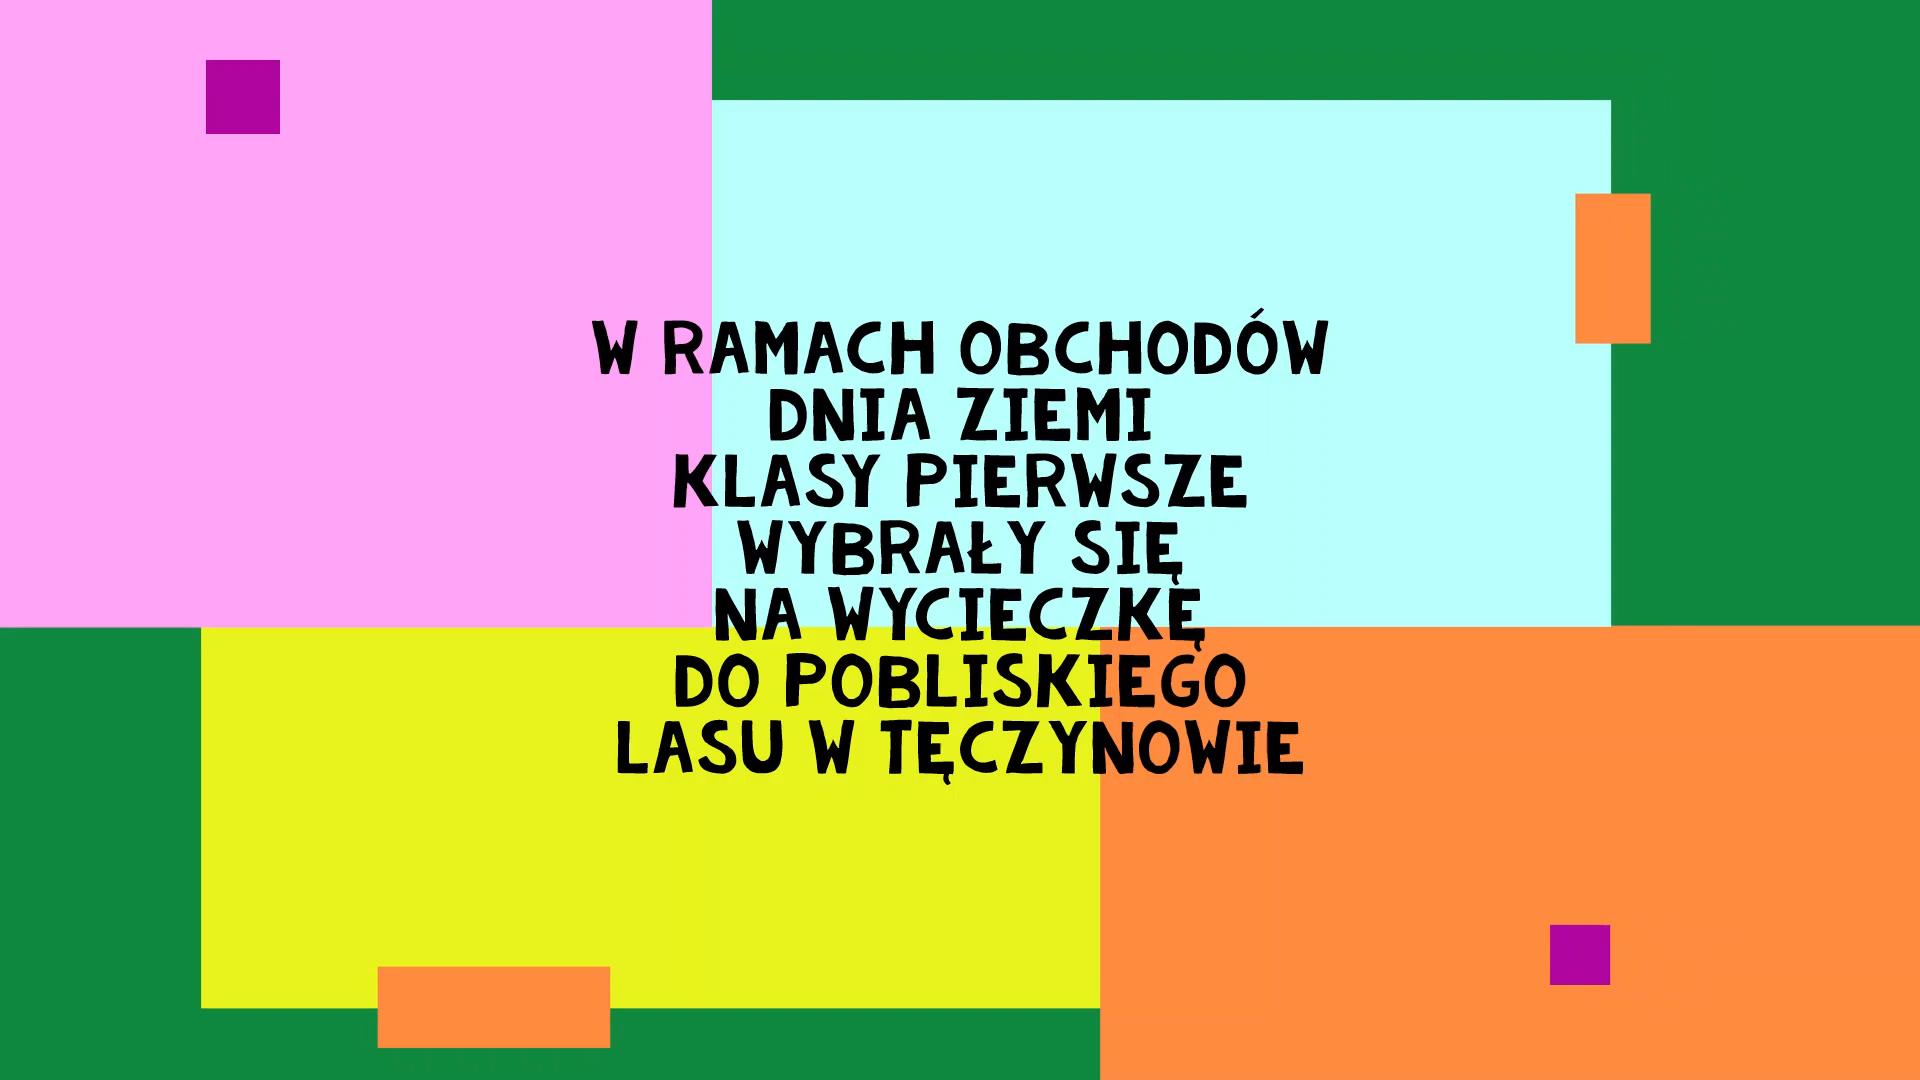 W RAMACH OBCHODÓW
DNIA ZIEMI
KLASY PIERWSZE
WYBRAŁY SIĘ
NA WYCIECZKĘ
DO POBLISKIEGO
LASU W TĘCZYNOWIE